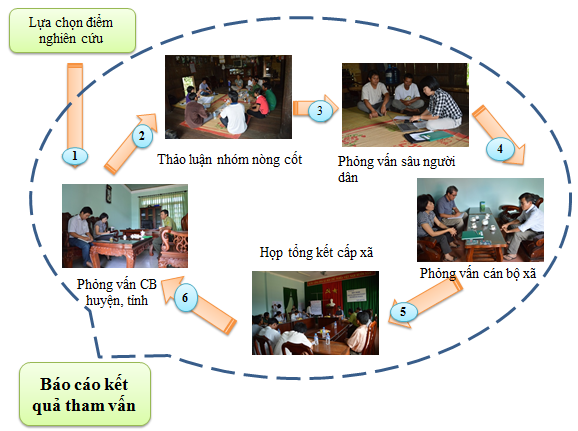 Lựa chọn điểm
nghiên cứu
1
2
3
4
5
6
Thảo luận nhóm nòng cốt
Phỏng vấn sâu người
dân
Phỏng vấn cán bộ xã
Họp tổng kết cấp xã
Phỏng vấn CB
huyện, tỉnh
Báo cáo kết
quả tham vấn